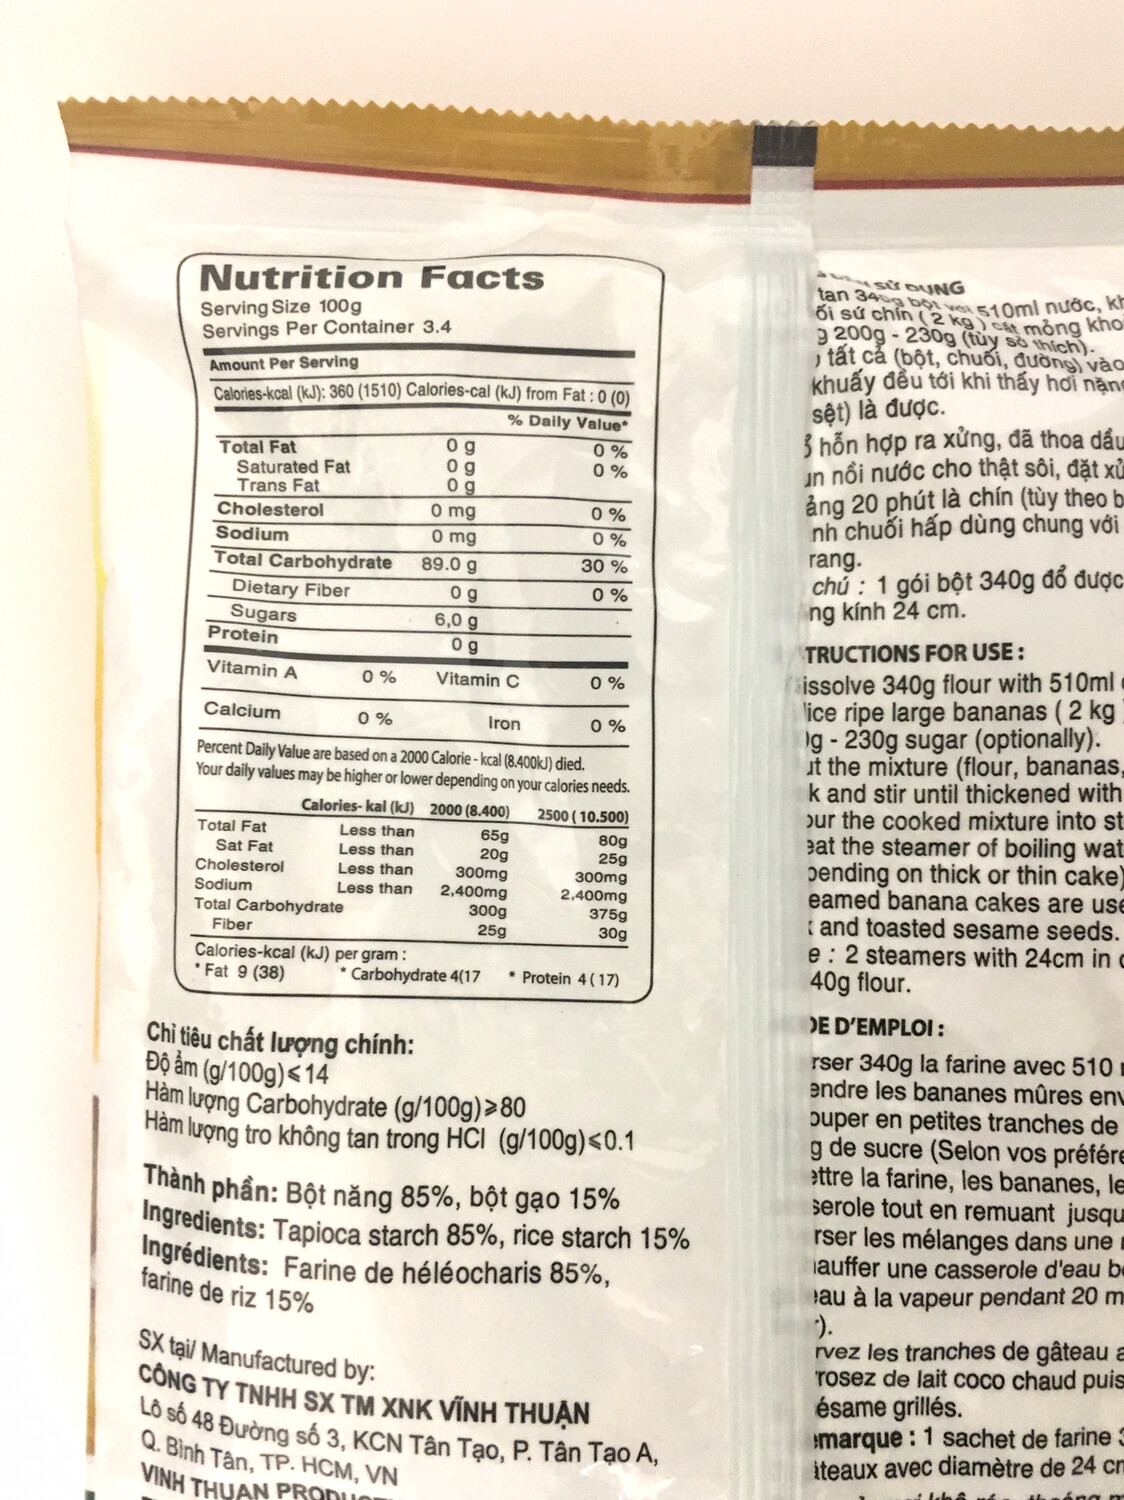 Nutrition Facts
Serving Size 100g
Servings Per Container 3.4
Amount Per Serving
Calories-kcal (kJ): 360 (1510) Calories-cal (kJ) from Fat : 0 (0)
% Daily Value*
Total Fat 0 g 0 %
Saturated Fat 0 g 0 %
Trans Fat 0 g
Cholesterol 0 mg 0 %
Sodium 0 mg 0 %
Total Carbohydrate 89.0 g 30 %
Dietary Fiber 0 g 0 %
Sugars 6,0 g
Protein 0 g
Vitamin A 0 % Vitamin C 0 %
Calcium 0 % Iron 0 %
Percent Daily Value are based on a 2000 Calorie - kcal (8.400kJ) died.
Your daily values may be higher or lower depending on your calories needs.
Calories- kal (kJ) 2000 (8.400) 2500 ( 10.500)
Total Fat Less than 65g 80g
Sat Fat Less than 20g 25g
Cholesterol Less than 300mg 300mg
Sodium Less than 2,400mg 2,400mg
Total Carbohydrate 300g 375g
Fiber 25g 30g
Calories-kcal (kJ) per gram :
* Fat 9 (38) * Carbohydrate 4(17 * Protein 4 ( 17)
Chỉ tiêu chất lượng chính:
Độ ẩm (g/100g)⩽14
Hàm lượng Carbohydrate (g/100g)⩾80
Hàm lượng tro không tan trong HCl (g/100g)⩽0.1
Thành phần: Bột năng 85%, bột gạo 15%
Ingredients: Tapioca starch 85%, rice starch 15%
Ingrédients: Farine de héléocharis 85%,
farine de riz 15%
SX tại/ Manufactured by:
CÔNG TY TNHH SX TM XNK VĨNH THUẬN
Lô số 48 Đường số 3, KCN Tân Tạo, P. Tân Tạo A,
Q. Bình Tân, TP. HCM, VN
VINH THUAN
SỬ DỤNG
tan 340g bột với 510ml nước,
ối sứ chín ( 2 kg ) cắt mỏng
200g - 230g (tùy sở thích).
tất cả (bột, chuối, đường) vào
khuấy đều tới khi thấy hơi
sệt) là được.
hỗn hợp ra xửng, đã thoa dầu
nồi nước cho thật sôi, đặt
20 phút là chín (tùy theo
chuối hấp dùng chung với
rang.
chú : 1 gói bột 340g đổ được
kính 24 cm.
TRUCTIONS FOR USE :
issolve 340g flour with 510ml
lice ripe large bananas ( 2 kg
g - 230g sugar (optionally).
ut the mixture (flour, bananas,
k and stir until thickened with
our the cooked mixture into
eat the steamer of boiling
pending on thick or thin cake)
eamed banana cakes are
and toasted sesame seeds.
e : 2 steamers with 24cm in
40g flour.
DE D'EMPLOI :
rser 340g la farine avec 510
endre les bananes mûres
ouper en petites tranches de
g de sucre (Selon vos
ettre la farine, les bananes,
serole tout en remuant
rser les mélanges dans une
auffer une casserole d'eau
eau à la vapeur pendant 20
).
rvez les tranches de gâteau
rosez de lait coco chaud puis
ésame grillés.
emarque : 1 sachet de farine
âteaux avec diamètre de 24